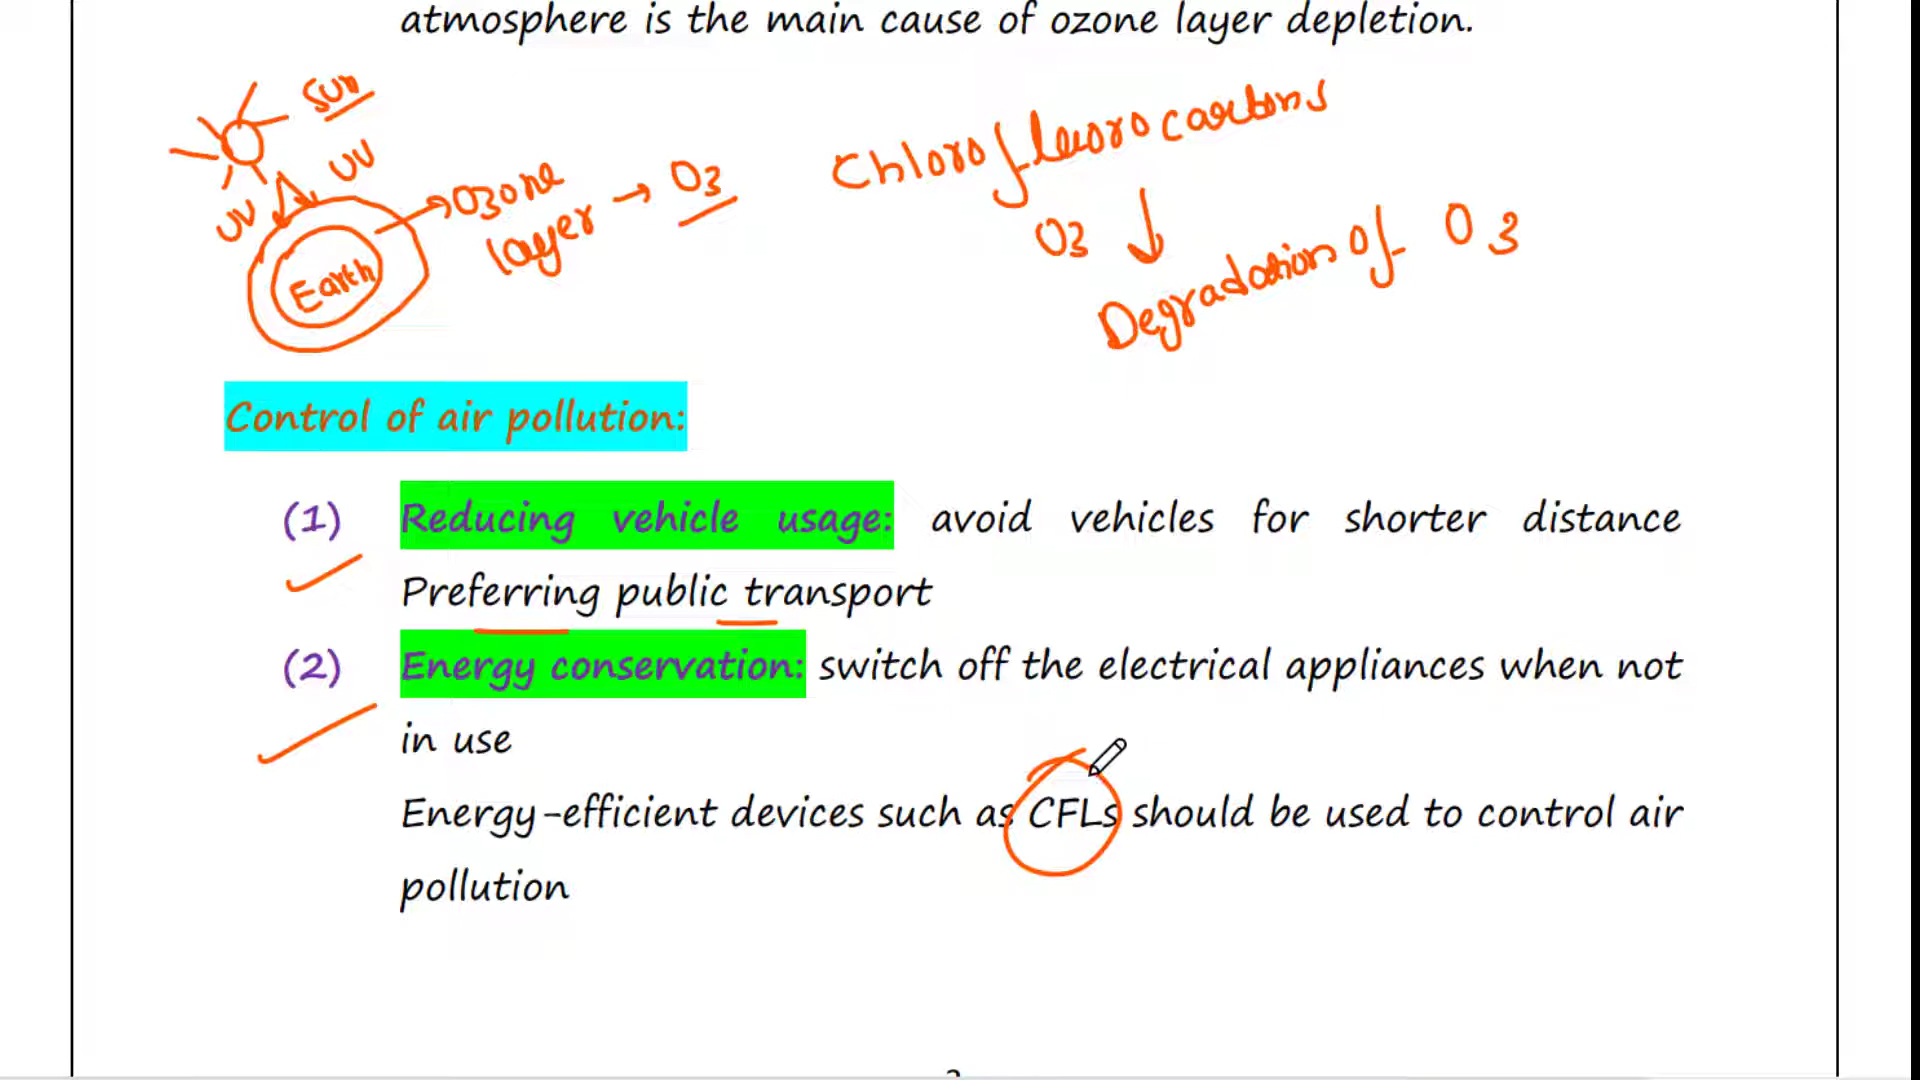 atmosphere is the main cause of ozone layer depletion.
Sun
UV
UV
Earth
Ozone
layer → O3
Chlorofluorocarbons
O3
Degradation of O3
Control of air pollution:
(1) Reducing vehicle usage: avoid vehicles for shorter distance
Preferring public transport
(2) Energy conservation: switch off the electrical appliances when not
in use
Energy-efficient devices such as CFLs should be used to control air
pollution